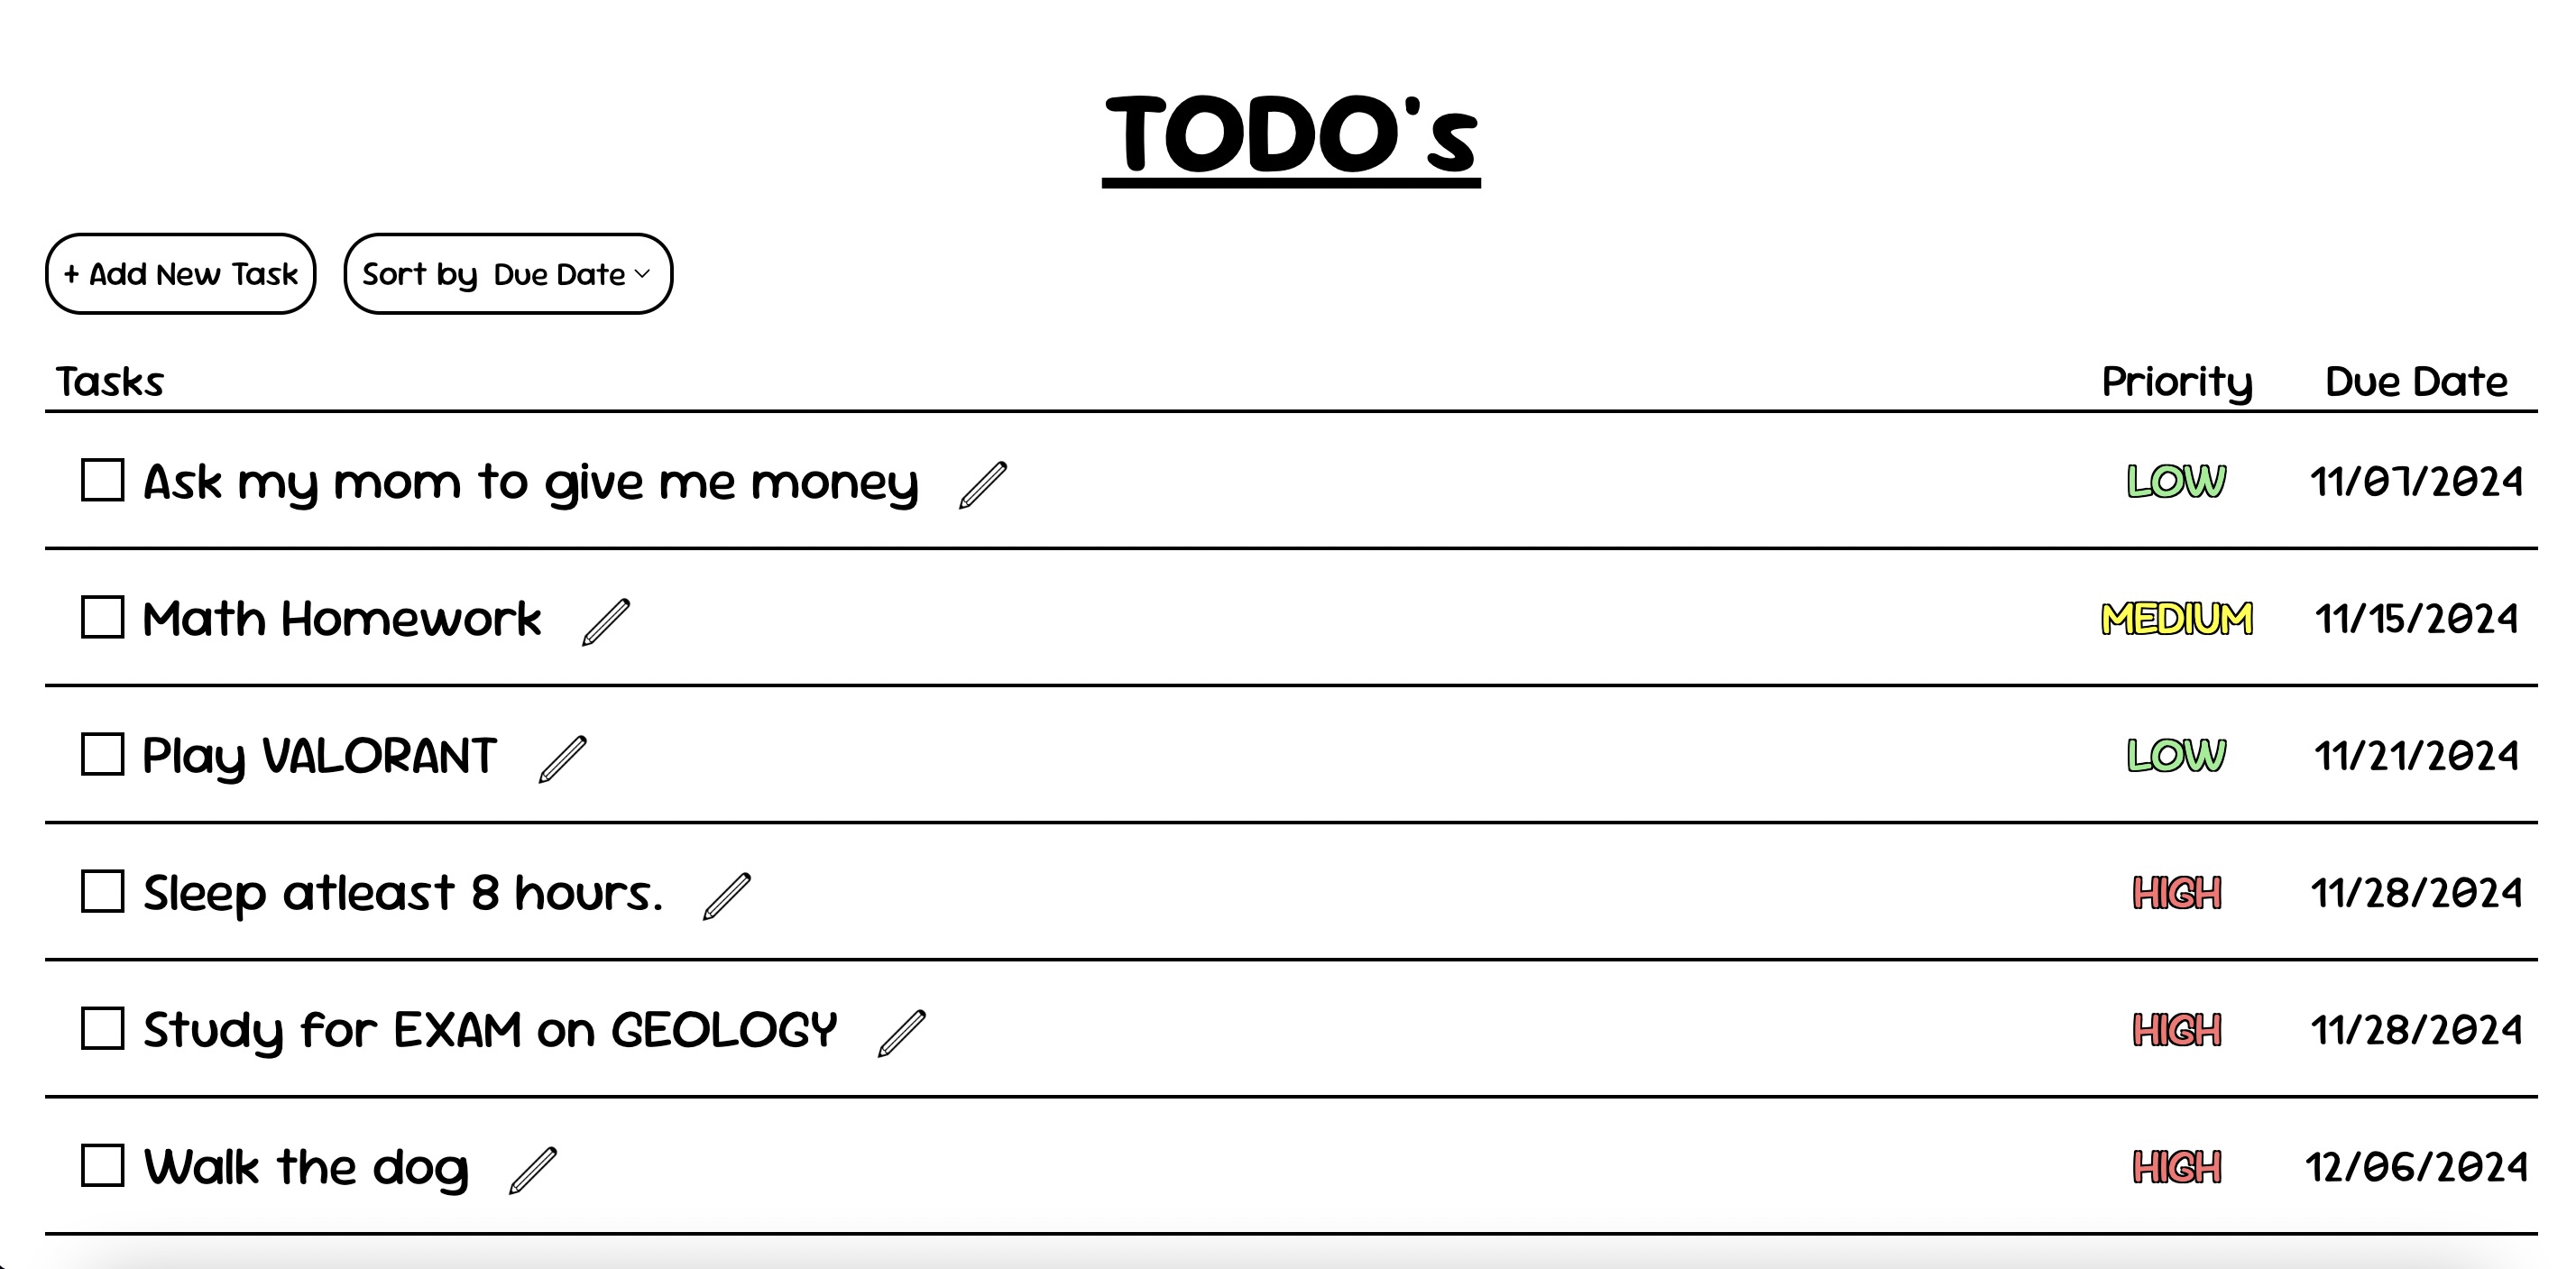 TODO's
+ Add New Task Sort by Due Date
Tasks Priority Due Date
Ask my mom to give me money LOW 11/07/2024
Math Homework MEDIUM 11/15/2024
Play VALORANT LOW 11/21/2024
Sleep atleast 8 hours. HIGH 11/28/2024
Study for EXAM on GEOLOGY HIGH 11/28/2024
Walk the dog HIGH 12/06/2024